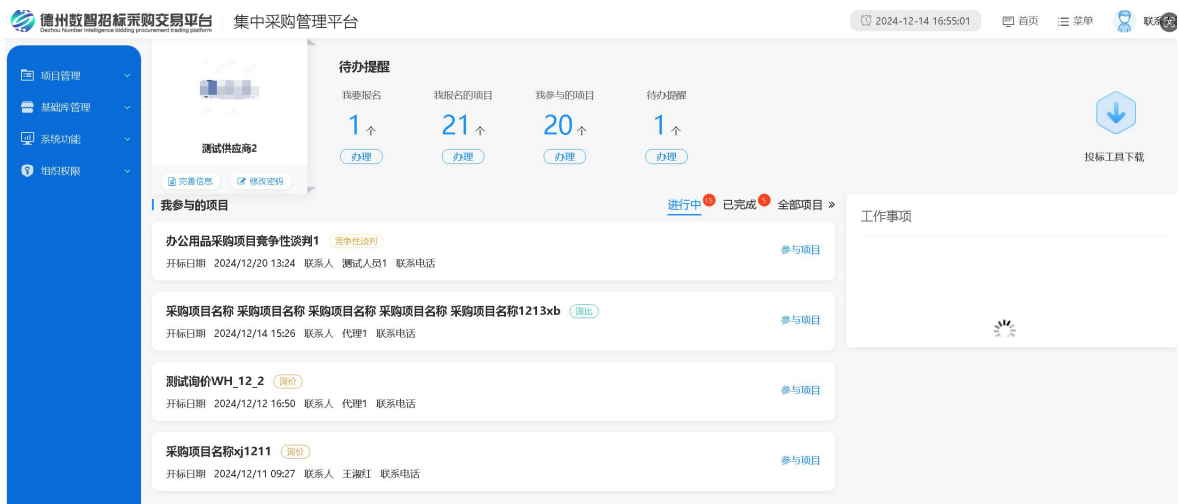 德州数智招标采购交易平台 集中采购管理平台 2024-12-14 16:55:01 首页 菜单
Dezhou Number intelligence bidding procurement trading platform
项目管理
基础库管理
系统功能
组织权限
测试供应商2
完善信息 修改密码
待办提醒
我要报名 我报名的项目 我参与的项目 待办提醒
1个 21个 20个 1个
办理 办理 办理 办理
投标工具下载
我参与的项目 进行中 15 已完成 5 全部项目 »
办公用品采购项目竞争性谈判1 竞争性谈判
开标日期 2024/12/20 13:24 联系人 测试人员1 联系电话
参与项目
采购项目名称 采购项目名称 采购项目名称 采购项目名称 采购项目名称1213xb 询比
开标日期 2024/12/14 15:26 联系人 代理1 联系电话
参与项目
测试询价WH_12_2 询价
开标日期 2024/12/12 16:50 联系人 代理1 联系电话
参与项目
采购项目名称xj1211 询价
开标日期 2024/12/11 09:27 联系人 王淑红 联系电话
参与项目
工作事项